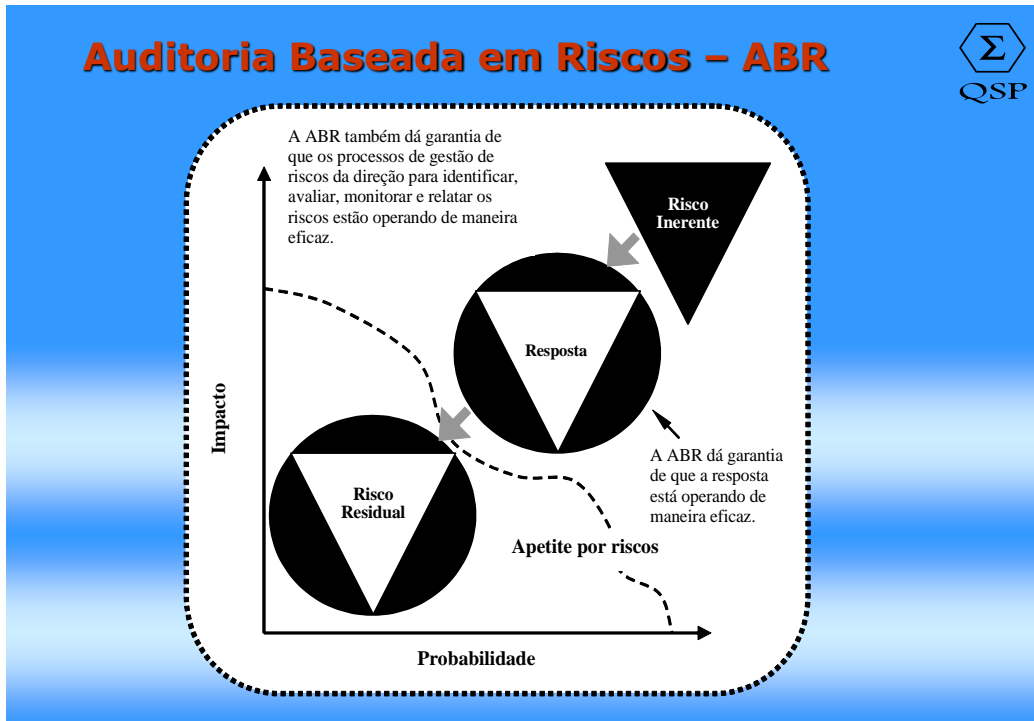 Auditoria Baseada em Riscos – ABR
Σ
QSP
A ABR também dá garantia de
que os processos de gestão de
riscos da direção para identificar,
avaliar, monitorar e relatar os
riscos estão operando de maneira
eficaz.
Risco
Inerente
Resposta
Impacto
A ABR dá garantia
de que a resposta
está operando de
maneira eficaz.
Risco
Residual
Apetite por riscos
Probabilidade